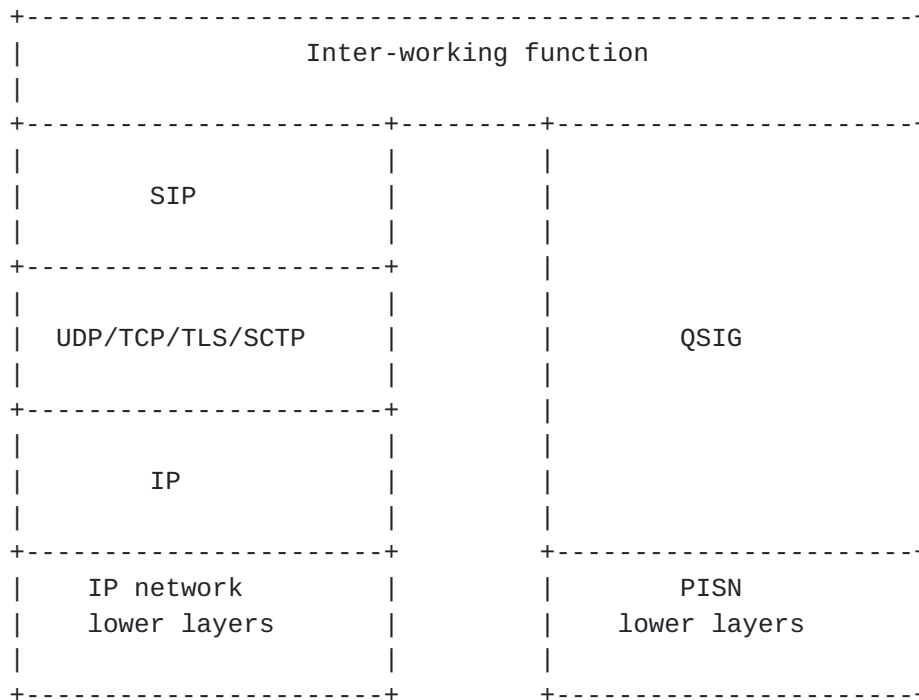 Inter-working function
SIP
UDP/TCP/TLS/SCTP
QSIG
IP
IP network
lower layers
PISN
lower layers